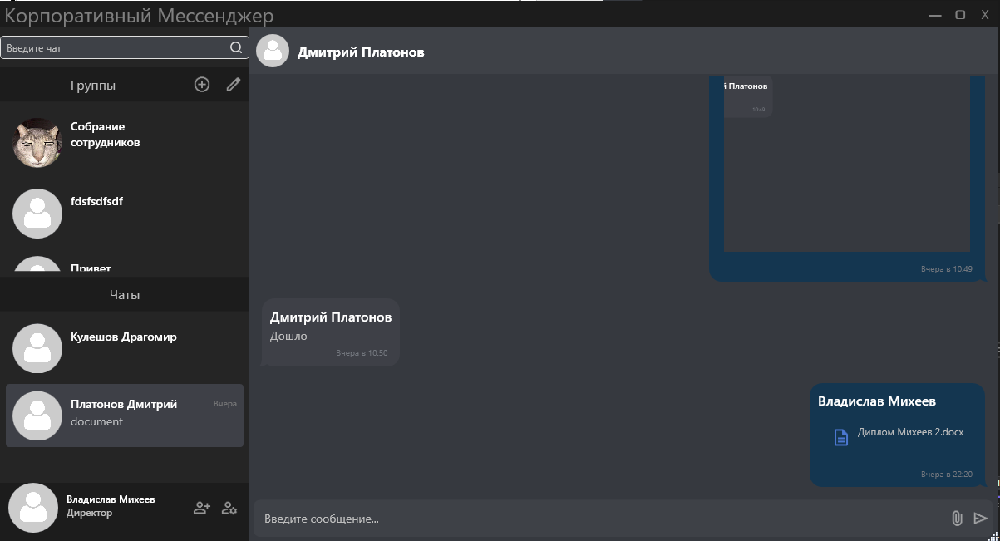 Корпоративный Мессенджер
Введите чат
Группы
Собрание
сотрудников
fdsfsdfsdf
Привет
Чаты
Кулешов Драгомир
Платонов Дмитрий
Вчера
document
Владислав Михеев
Директор
Дмитрий Платонов
й Платонов
10:49
Вчера в 10:49
Дмитрий Платонов
Дошло
Вчера в 10:50
Владислав Михеев
Диплом Михеев 2.docx
Вчера в 22:20
Введите сообщение...